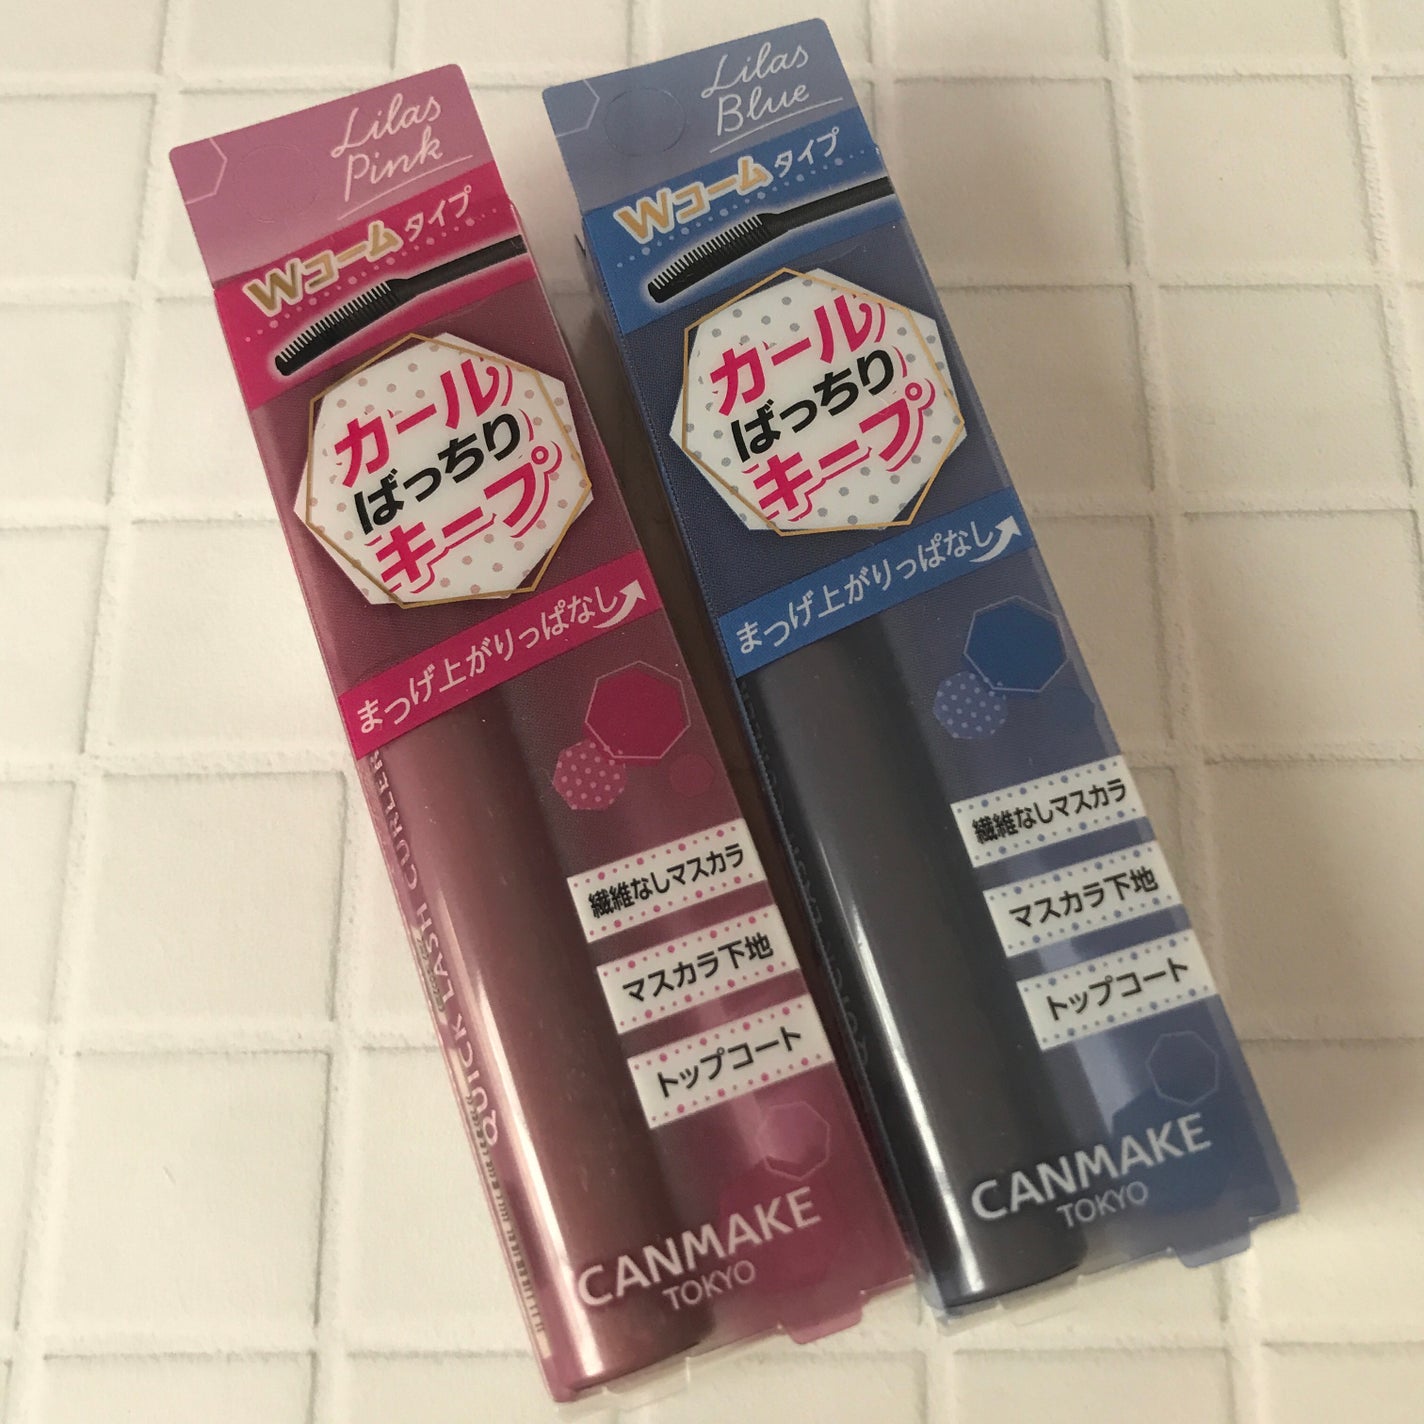 Lilas
Pink
Wコームタイプ
カール
ばっちり
キープ
まつげ上がりっぱなし
繊維なしマスカラ
マスカラ下地
トップコート
CANMAKE
TOKYO
QUICK LASH CURLER
Lilas
Blue
Wコームタイプ
カール
ばっちり
キープ
まつげ上がりっぱなし
繊維なしマスカラ
マスカラ下地
トップコート
CANMAKE
TOKYO